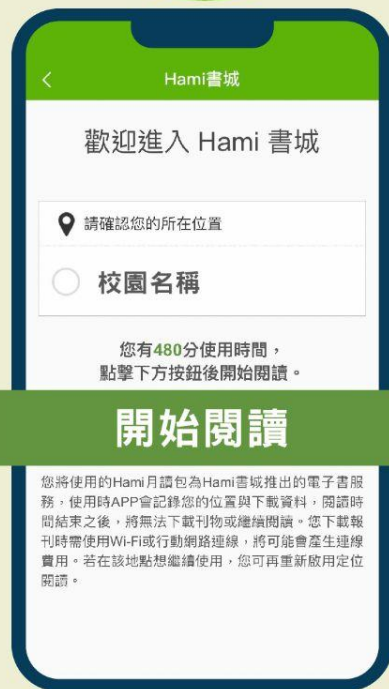 Hami書城
歡迎進入 Hami 書城
請確認您的所在位置
校園名稱
您有480分使用時間，
點擊下方按鈕後開始閱讀。
開始閱讀
您將使用的Hami月讀包為Hami書城推出的電子書服
務，使用時APP會記錄您的位置與下載資料，閱讀時
間結束之後，將無法下載刊物或繼續閱讀。您下載報
刊時需使用Wi-Fi或行動網路連線，將可能會產生連線
費用。若在該地點想繼續使用，您可再重新啟用定位
閱讀。